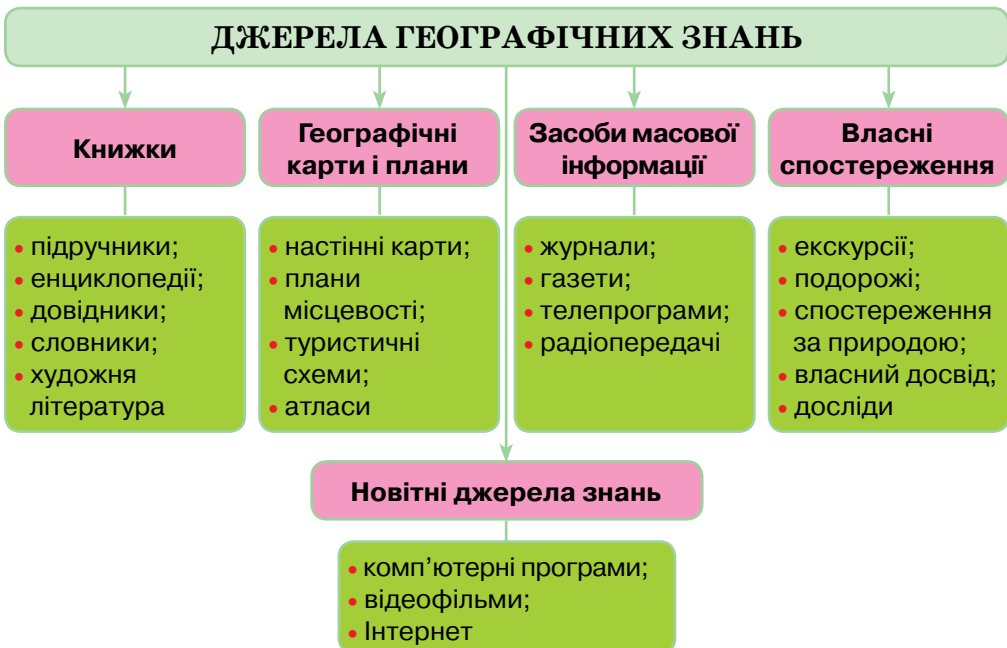 ДЖЕРЕЛА ГЕОГРАФІЧНИХ ЗНАНЬ
Книжки
• підручники;
• енциклопедії;
• довідники;
• словники;
• художня
література
Географічні
карти і плани
• настінні карти;
• плани
місцевості;
• туристичні
схеми;
• атласи
Засоби масової
інформації
• журнали;
• газети;
• телепрограми;
• радіопередачі
Власні
спостереження
• екскурсії;
• подорожі;
• спостереження
за природою;
• власний досвід;
• досліди
Новітні джерела знань
• комп’ютерні програми;
• відеофільми;
• Інтернет